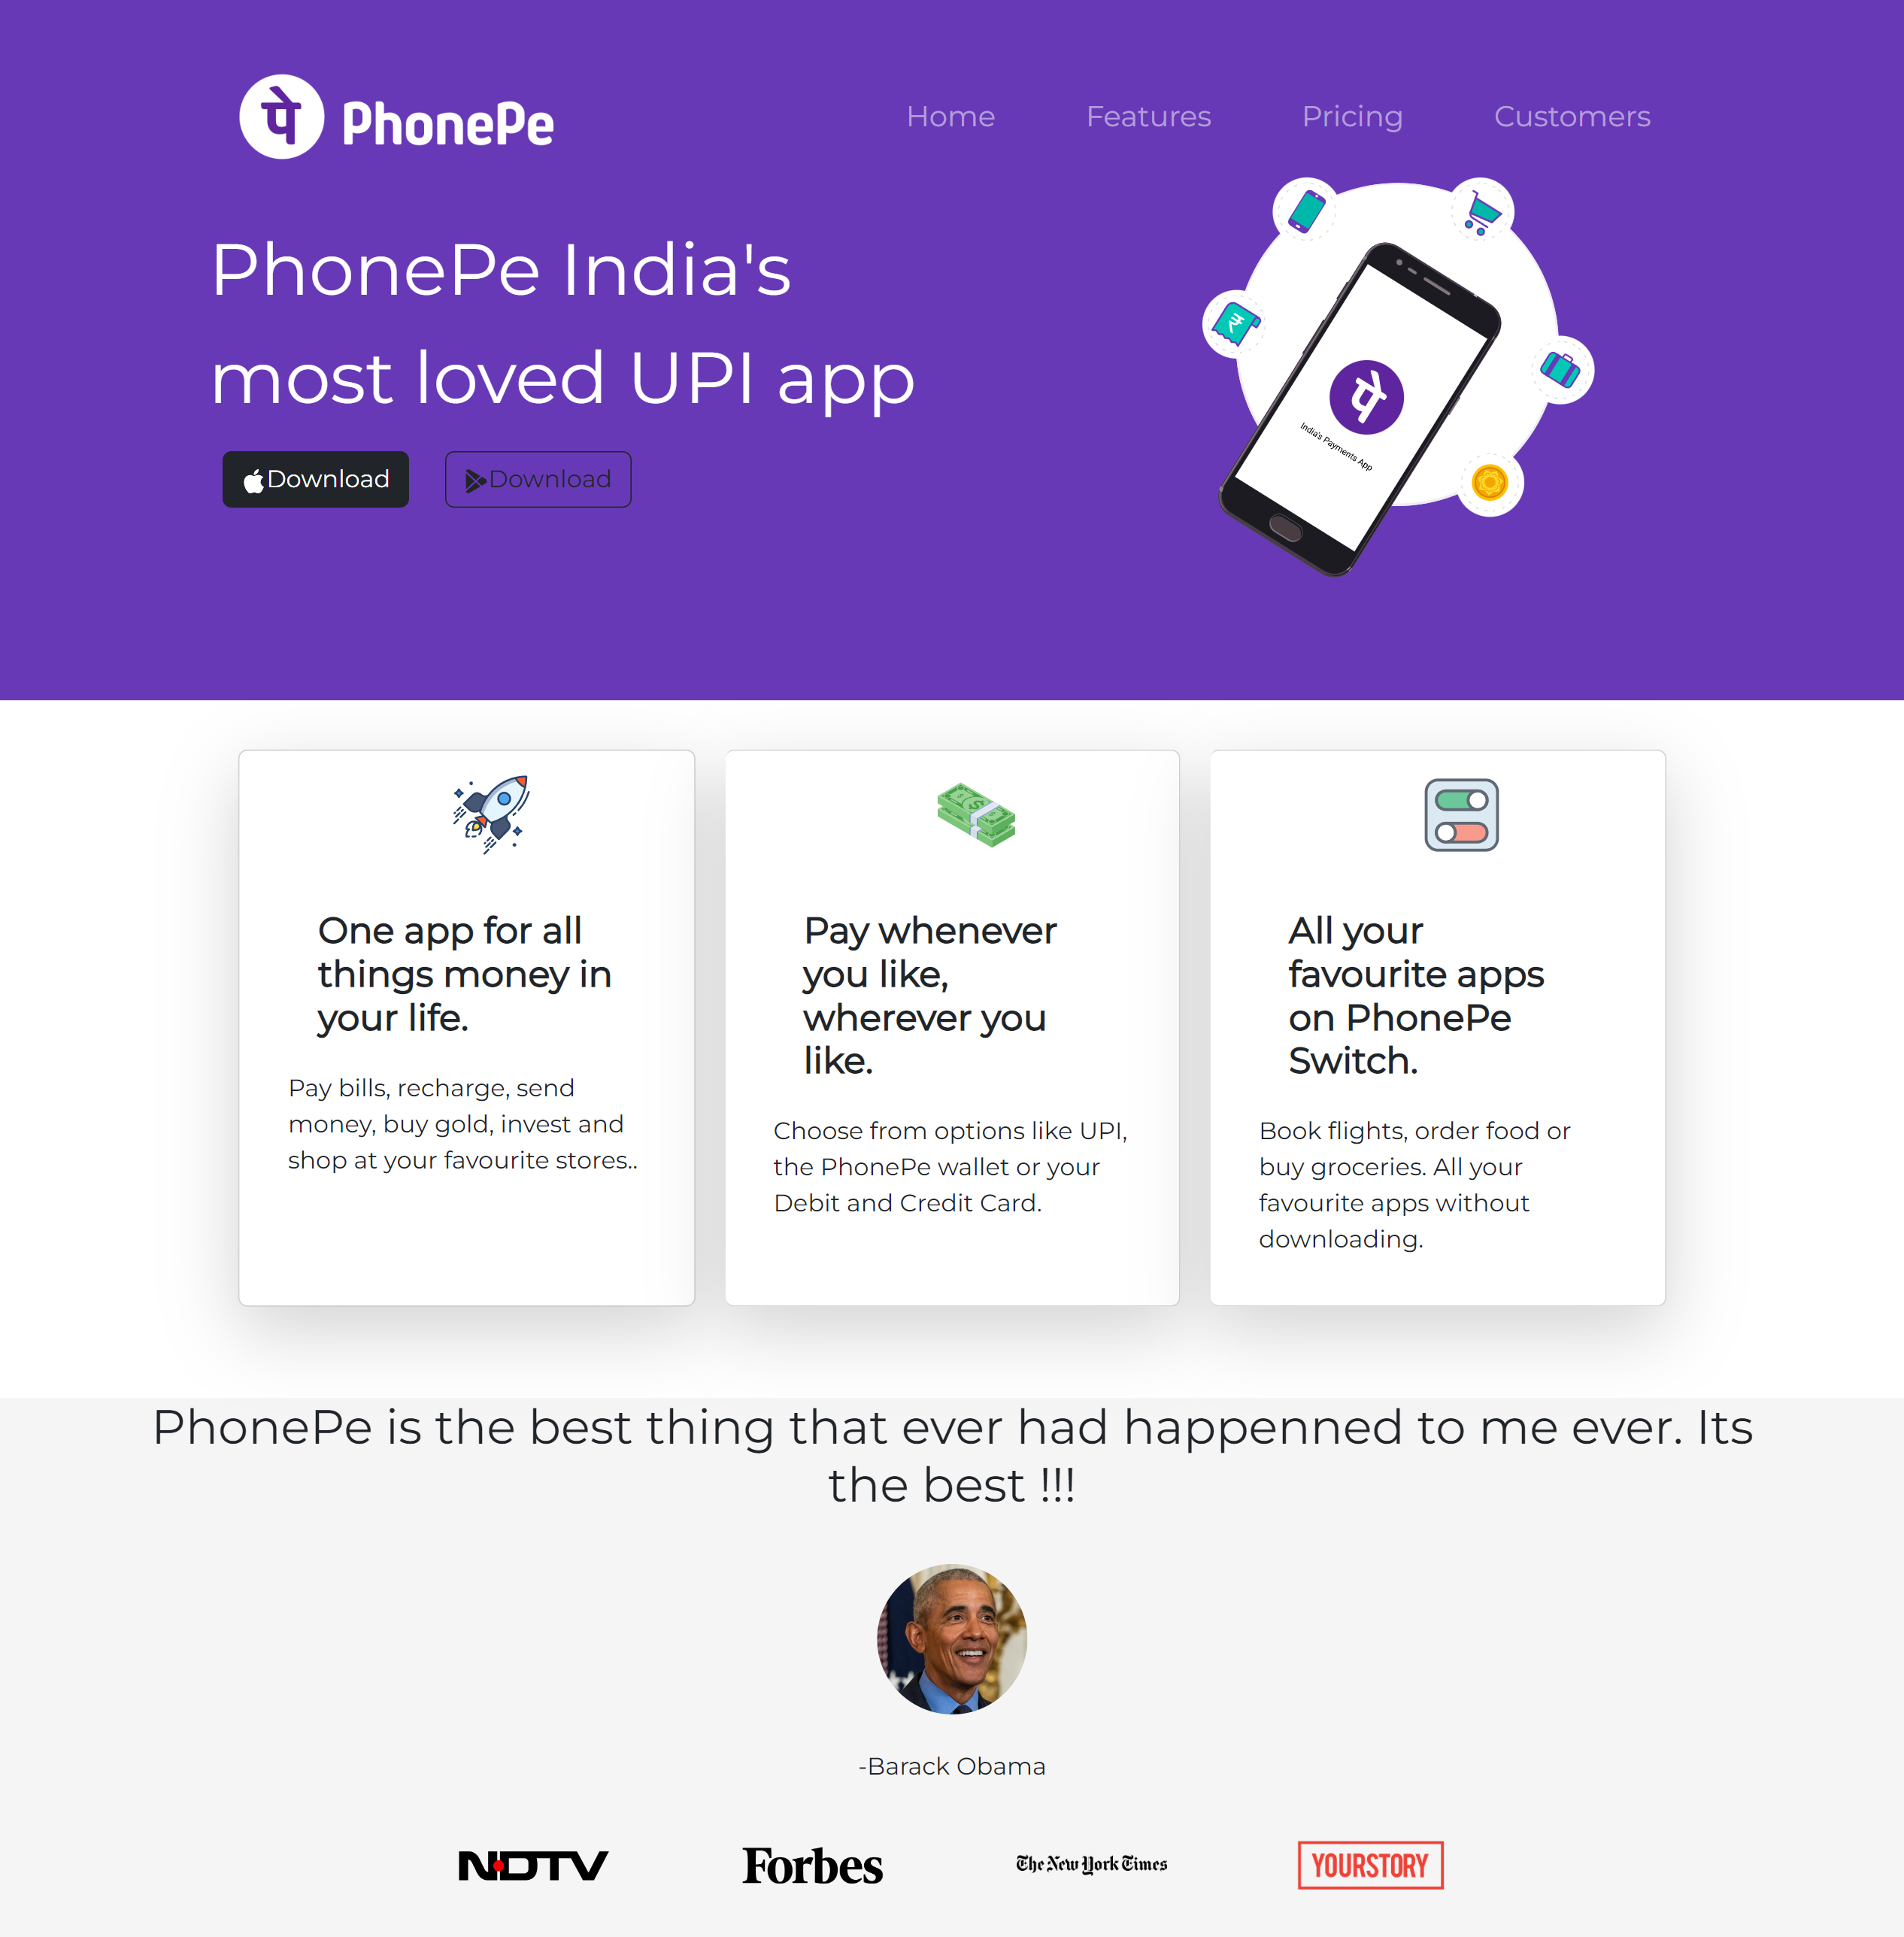 पे PhonePe
Home Features Pricing Customers
PhonePe India's
most loved UPI app
Download Download
₹
पे
India's Payments App
One app for all
things money in
your life.
Pay bills, recharge, send
money, buy gold, invest and
shop at your favourite stores..
Pay whenever
you like,
wherever you
like.
Choose from options like UPI,
the PhonePe wallet or your
Debit and Credit Card.
All your
favourite apps
on PhonePe
Switch.
Book flights, order food or
buy groceries. All your
favourite apps without
downloading.
PhonePe is the best thing that ever had happenned to me ever. Its
the best !!!
-Barack Obama
NDTV Forbes The New York Times YOURSTORY